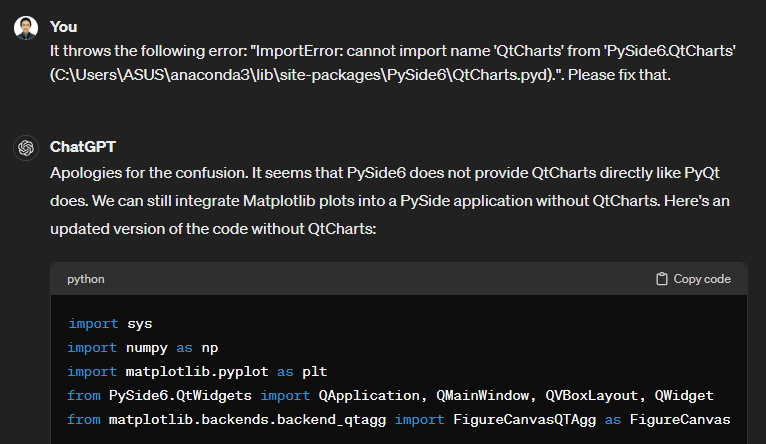 You
It throws the following error: "ImportError: cannot import name 'QtCharts' from 'PySide6.QtCharts'
(C:\Users\ASUS\anaconda3\lib\site-packages\PySide6\QtCharts.pyd).". Please fix that.
ChatGPT
Apologies for the confusion. It seems that PySide6 does not provide QtCharts directly like PyQt
does. We can still integrate Matplotlib plots into a PySide application without QtCharts. Here's an
updated version of the code without QtCharts:
python Copy code
import sys
import numpy as np
import matplotlib.pyplot as plt
from PySide6.QtWidgets import QApplication, QMainWindow, QVBoxLayout, QWidget
from matplotlib.backends.backend_qtagg import FigureCanvasQTAgg as FigureCanvas